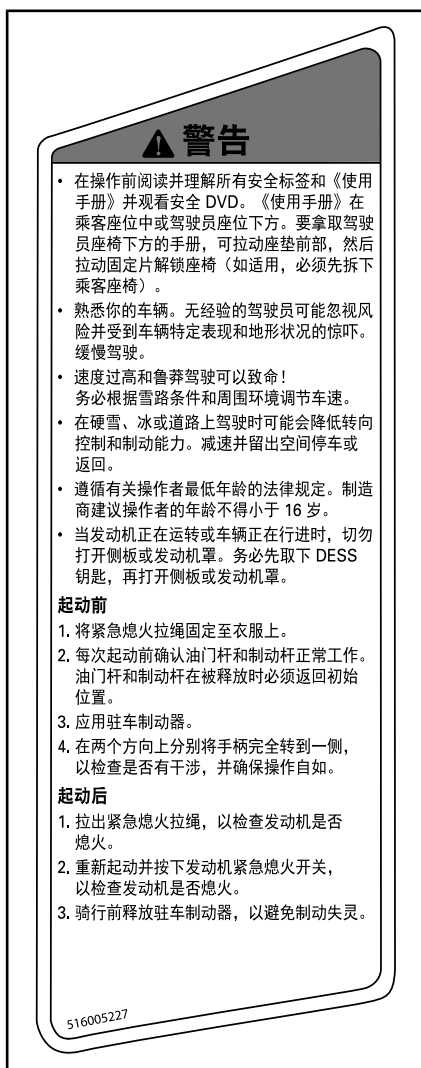 警告
• 在操作前阅读并理解所有安全标签和《使用
手册》并观看安全 DVD。《使用手册》在
乘客座位中或驾驶员座位下方。要拿取驾驶
员座椅下方的手册，可拉动座垫前部，然后
拉动固定片解锁座椅（如适用，必须先拆下
乘客座椅）。
• 熟悉你的车辆。无经验的驾驶员可能忽视风
险并受到车辆特定表现和地形状况的惊吓。
缓慢驾驶。
• 速度过高和鲁莽驾驶可以致命！
务必根据雪路条件和周围环境调节车速。
• 在硬雪、冰或道路上驾驶时可能会降低转向
控制和制动能力。减速并留出空间停车或
返回。
• 遵循有关操作者最低年龄的法律规定。制造
商建议操作者的年龄不得小于 16 岁。
• 当发动机正在运转或车辆正在行进时，切勿
打开侧板或发动机罩。务必先取下 DESS
钥匙，再打开侧板或发动机罩。
起动前
1. 将紧急熄火拉绳固定至衣服上。
2. 每次起动前确认油门杆和制动杆正常工作。
油门杆和制动杆在被释放时必须返回初始
位置。
3. 应用驻车制动器。
4. 在两个方向上分别将手柄完全转到一侧，
以检查是否有干涉，并确保操作自如。
起动后
1. 拉出紧急熄火拉绳，以检查发动机是否
熄火。
2. 重新起动并按下发动机紧急熄火开关，
以检查发动机是否熄火。
3. 骑行前释放驻车制动器，以避免制动失灵。
516005227